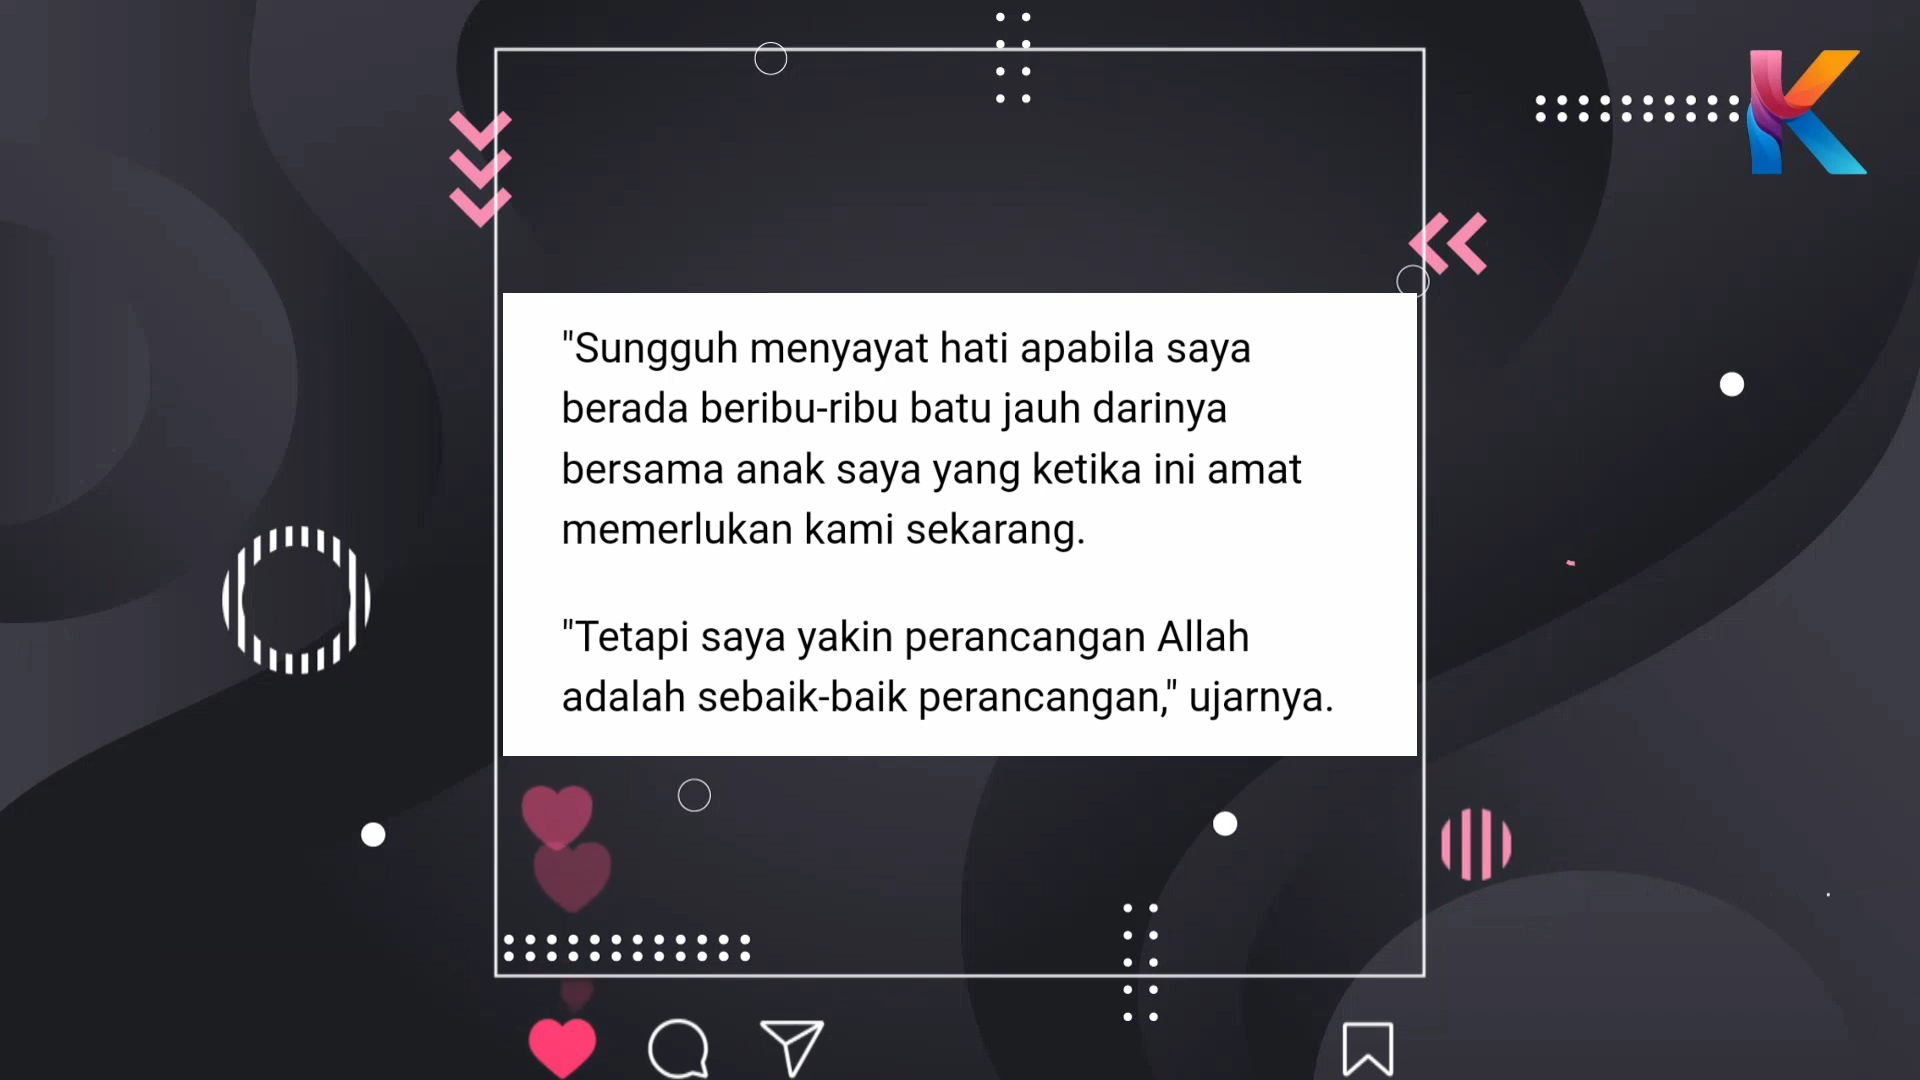 "Sungguh menyayat hati apabila saya
berada beribu-ribu batu jauh darinya
bersama anak saya yang ketika ini amat
memerlukan kami sekarang.
"Tetapi saya yakin perancangan Allah
adalah sebaik-baik perancangan," ujarnya.
K